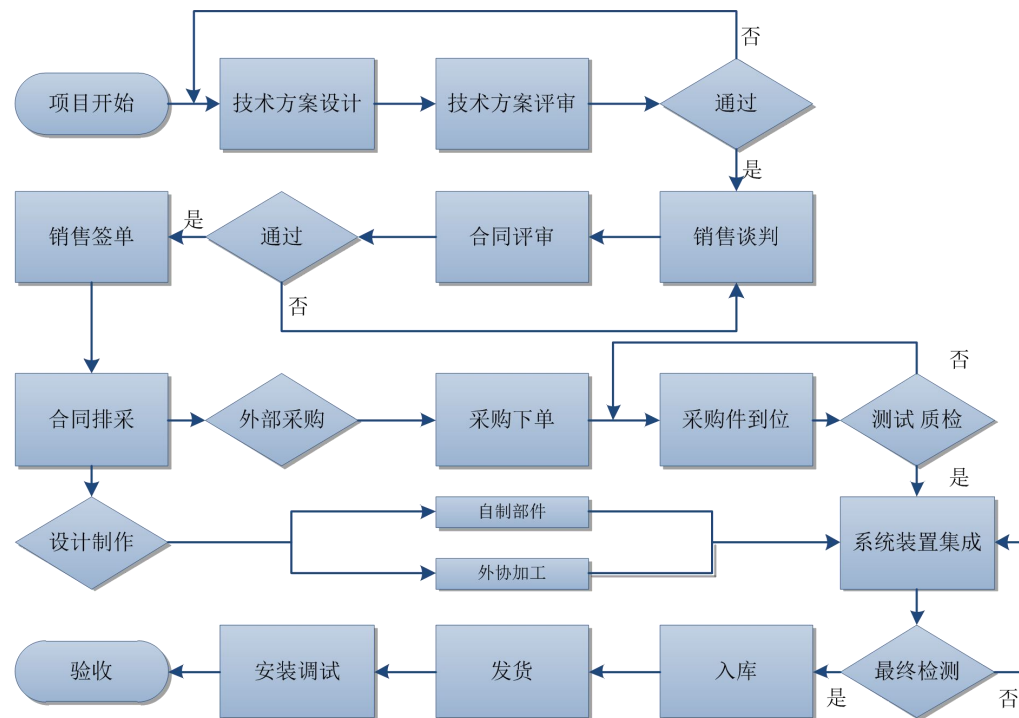 否
项目开始
技术方案设计
技术方案评审
通过
是
销售签单
是
通过
合同评审
销售谈判
否
否
合同排采
外部采购
采购下单
采购件到位
测试 质检
是
设计制作
自制部件
外协加工
系统装置集成
验收
安装调试
发货
入库
最终检测
是
否